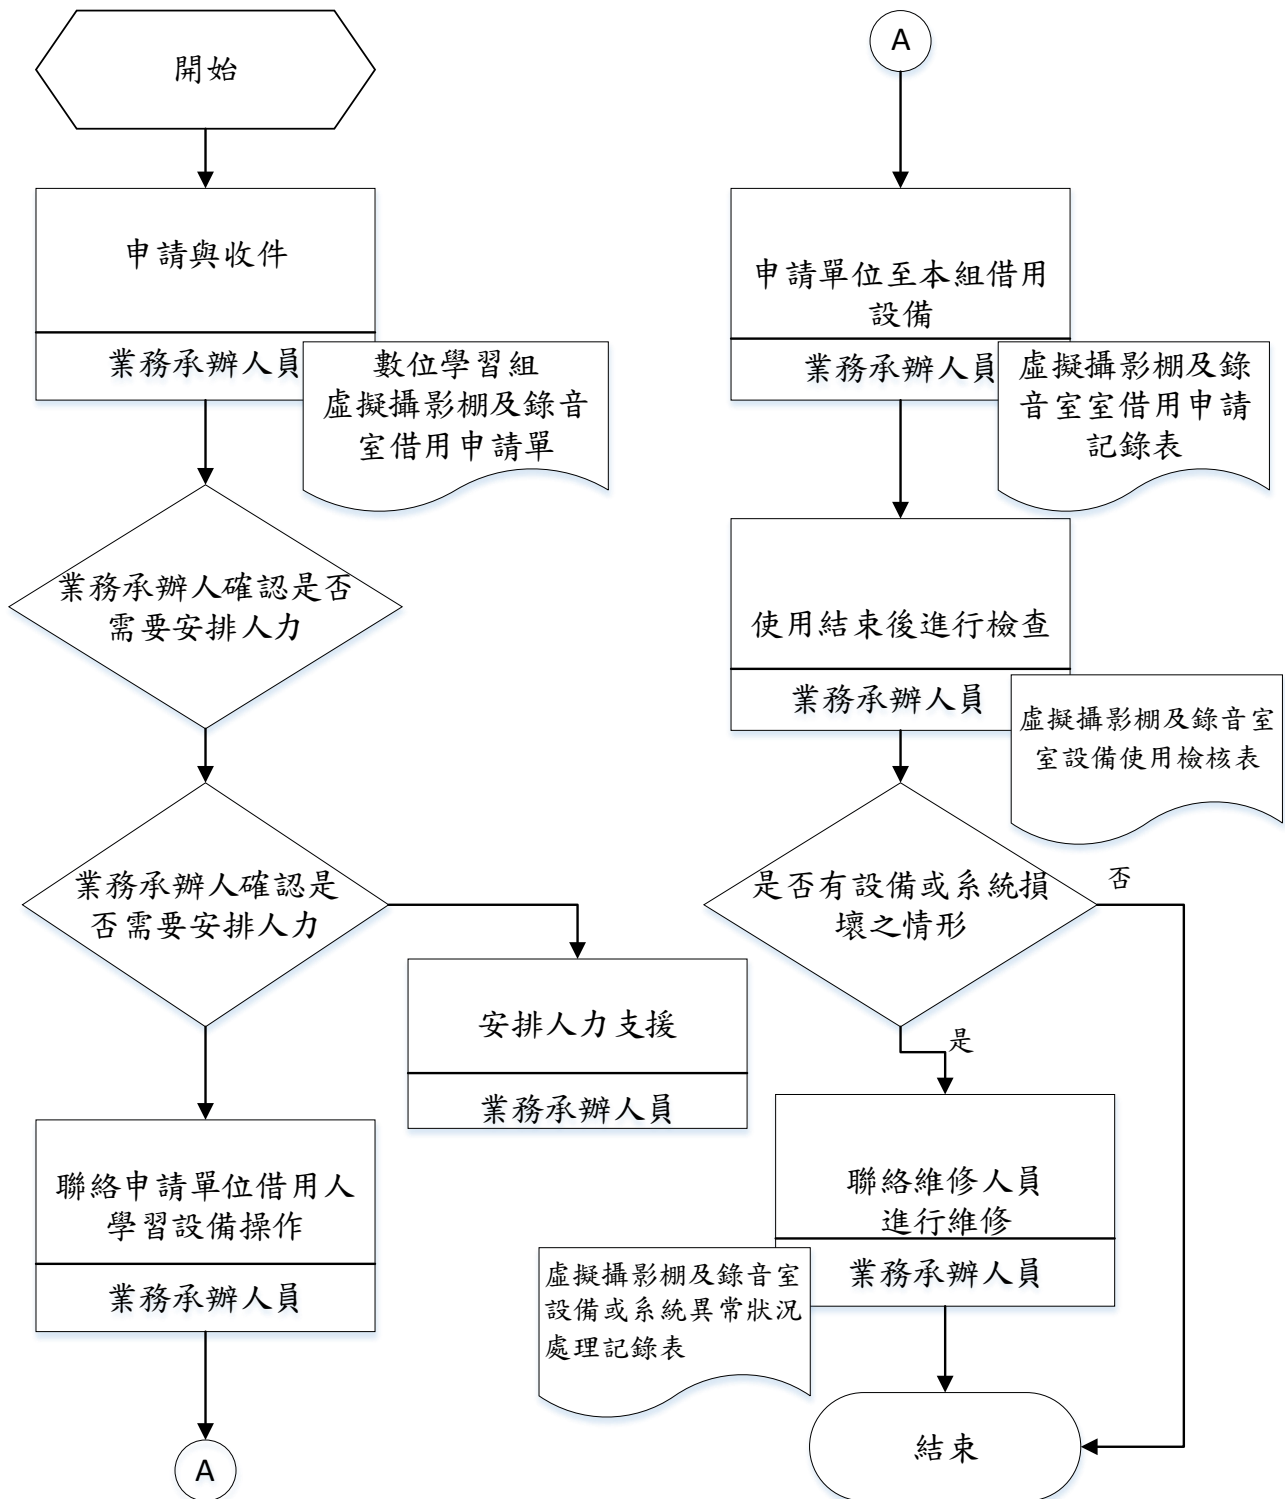 開始
申請與收件
業務承辦人員
數位學習組
虛擬攝影棚及錄音
室借用申請單
業務承辦人確認是否
需要安排人力
業務承辦人確認是
否需要安排人力
安排人力支援
業務承辦人員
聯絡申請單位借用人
學習設備操作
業務承辦人員
A
A
申請單位至本組借用
設備
業務承辦人員
虛擬攝影棚及錄
音室室借用申請
記錄表
使用結束後進行檢查
業務承辦人員
虛擬攝影棚及錄音室
室設備使用檢核表
是否有設備或系統損
壞之情形
否
是
聯絡維修人員
進行維修
業務承辦人員
虛擬攝影棚及錄音室
設備或系統異常狀況
處理記錄表
結束